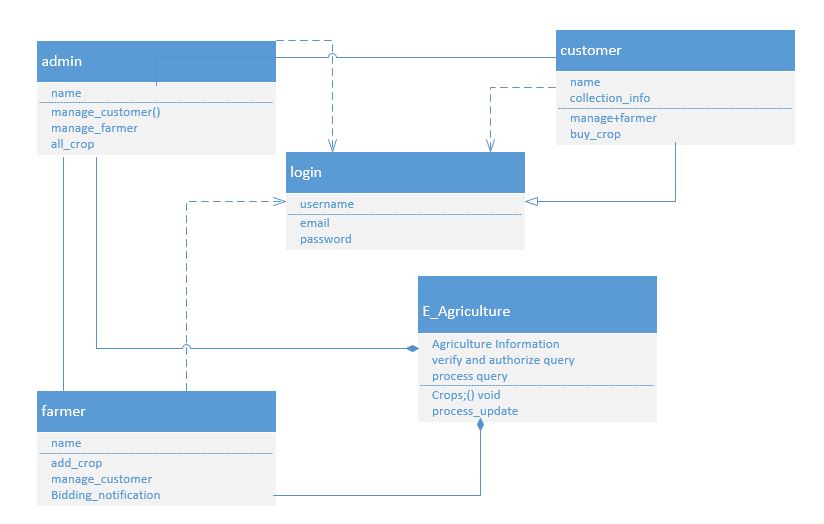 admin
name
manage_customer()
manage_farmer
all_crop
customer
name
collection_info
manage+farmer
buy_crop
login
username
email
password
E_Agriculture
Agriculture Information
verify and authorize query
process query
Crops;() void
process_update
farmer
name
add_crop
manage_customer
Bidding_notification